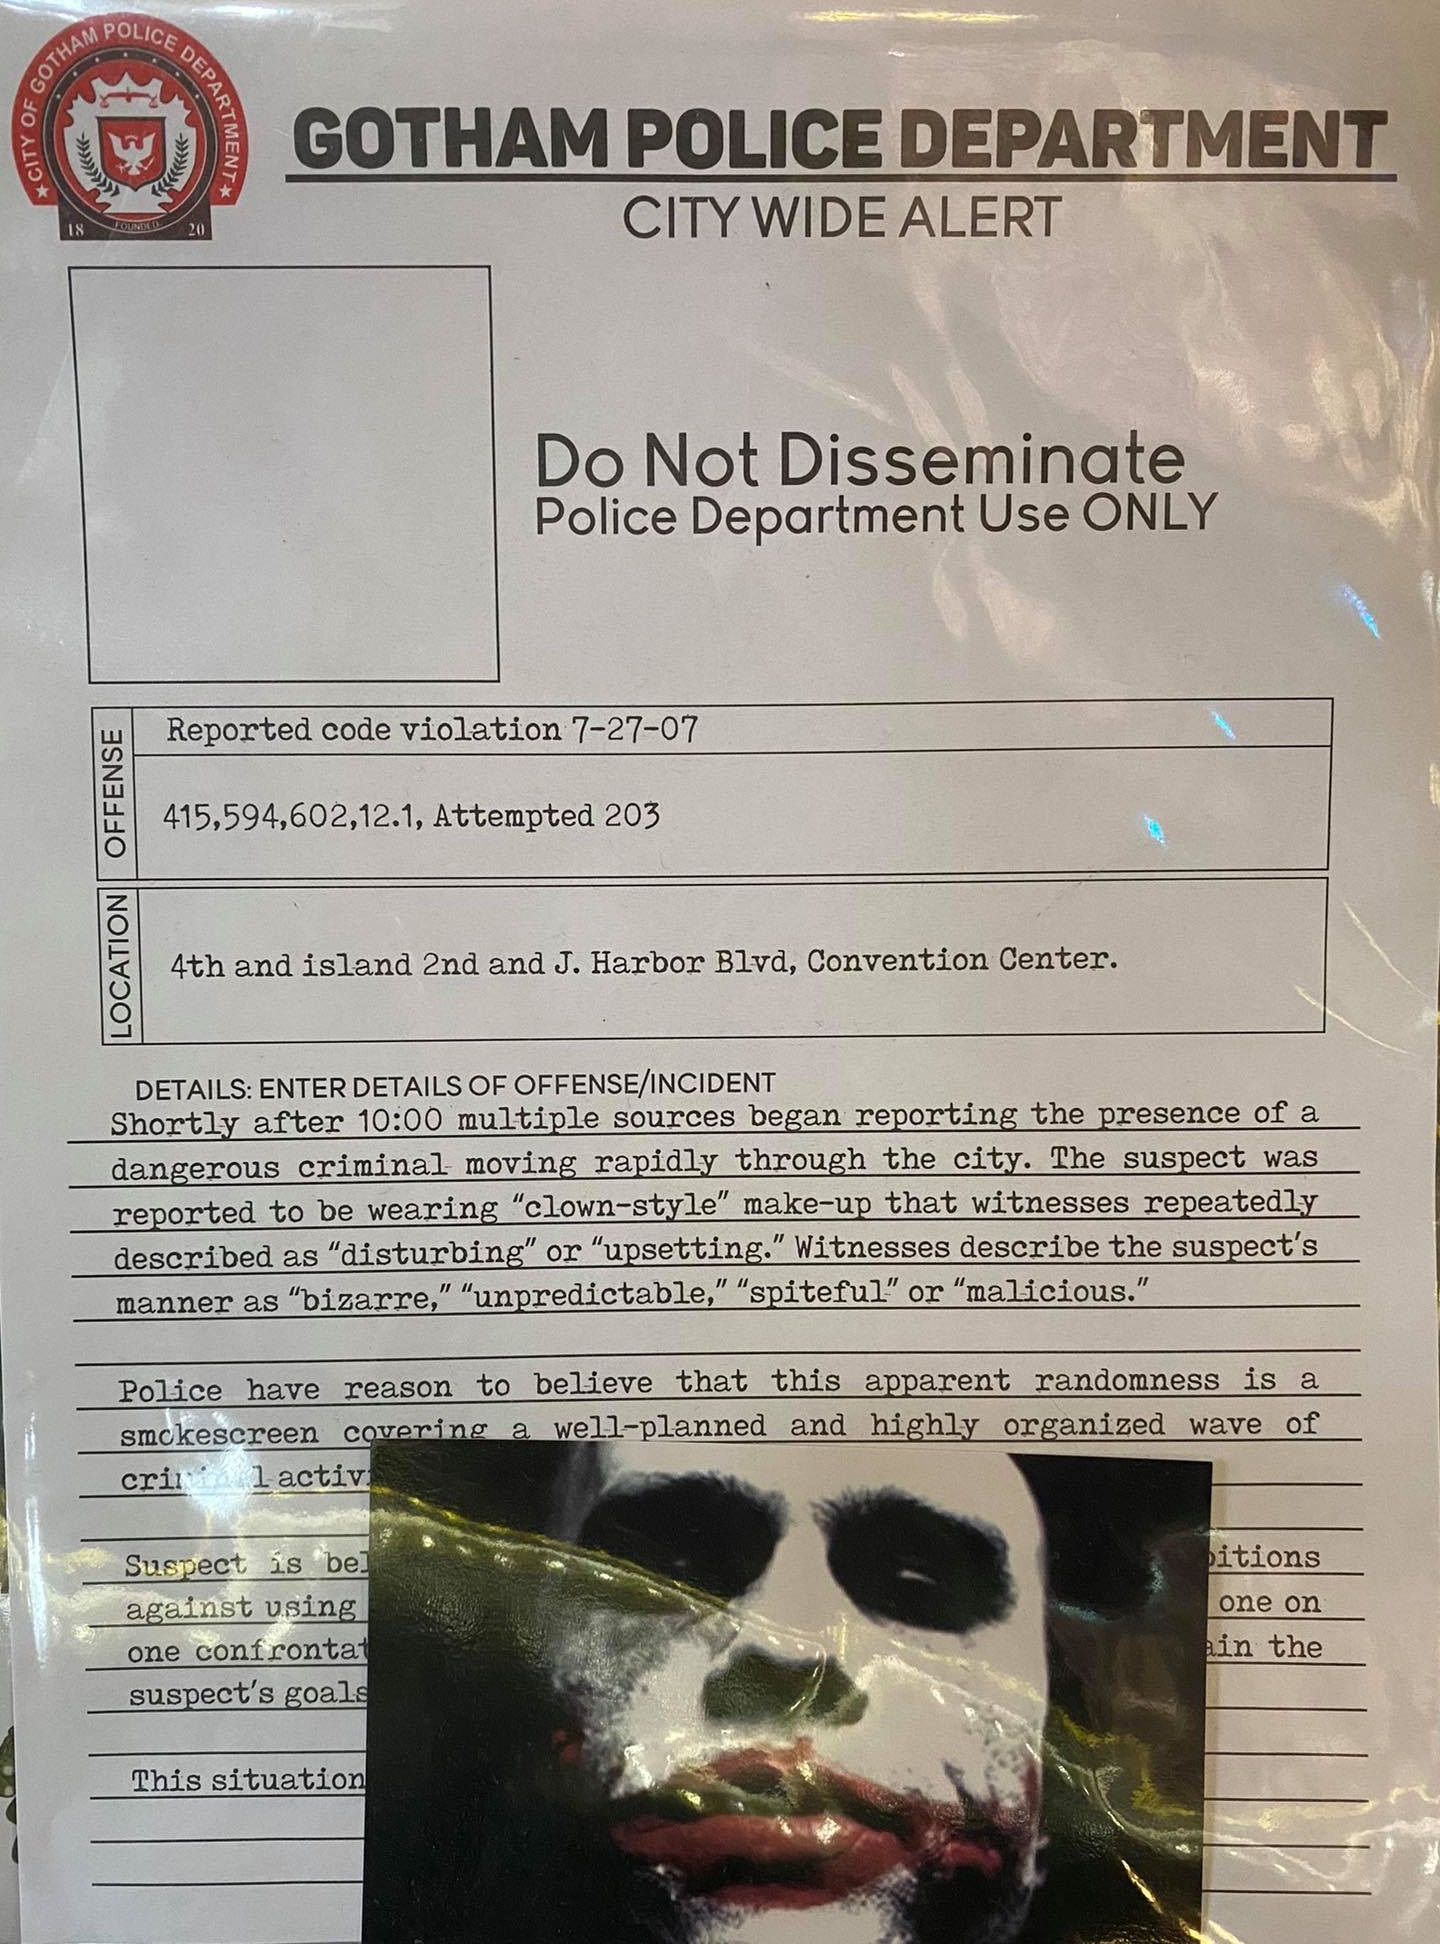 CITY OF GOTHAM POLICE DEPARTMENT
18 FOUNDED 20
GOTHAM POLICE DEPARTMENT
CITY WIDE ALERT
Do Not Disseminate
Police Department Use ONLY
OFFENSE
Reported code violation 7-27-07
415,594,602,12.1, Attempted 203
LOCATION
4th and island 2nd and J. Harbor Blvd, Convention Center.
DETAILS: ENTER DETAILS OF OFFENSE/INCIDENT
Shortly after 10:00 multiple sources began reporting the presence of a
dangerous criminal moving rapidly through the city. The suspect was
reported to be wearing “clown-style” make-up that witnesses repeatedly
described as “disturbing” or “upsetting.” Witnesses describe the suspect's
manner as “bizarre,” “unpredictable,” “spiteful” or “malicious.”
Police have reason to believe that this apparent randomness is a
smokescreen covering a well-planned and highly organized wave of
Suspect is
against using one on
one the
suspect's goals
This situation